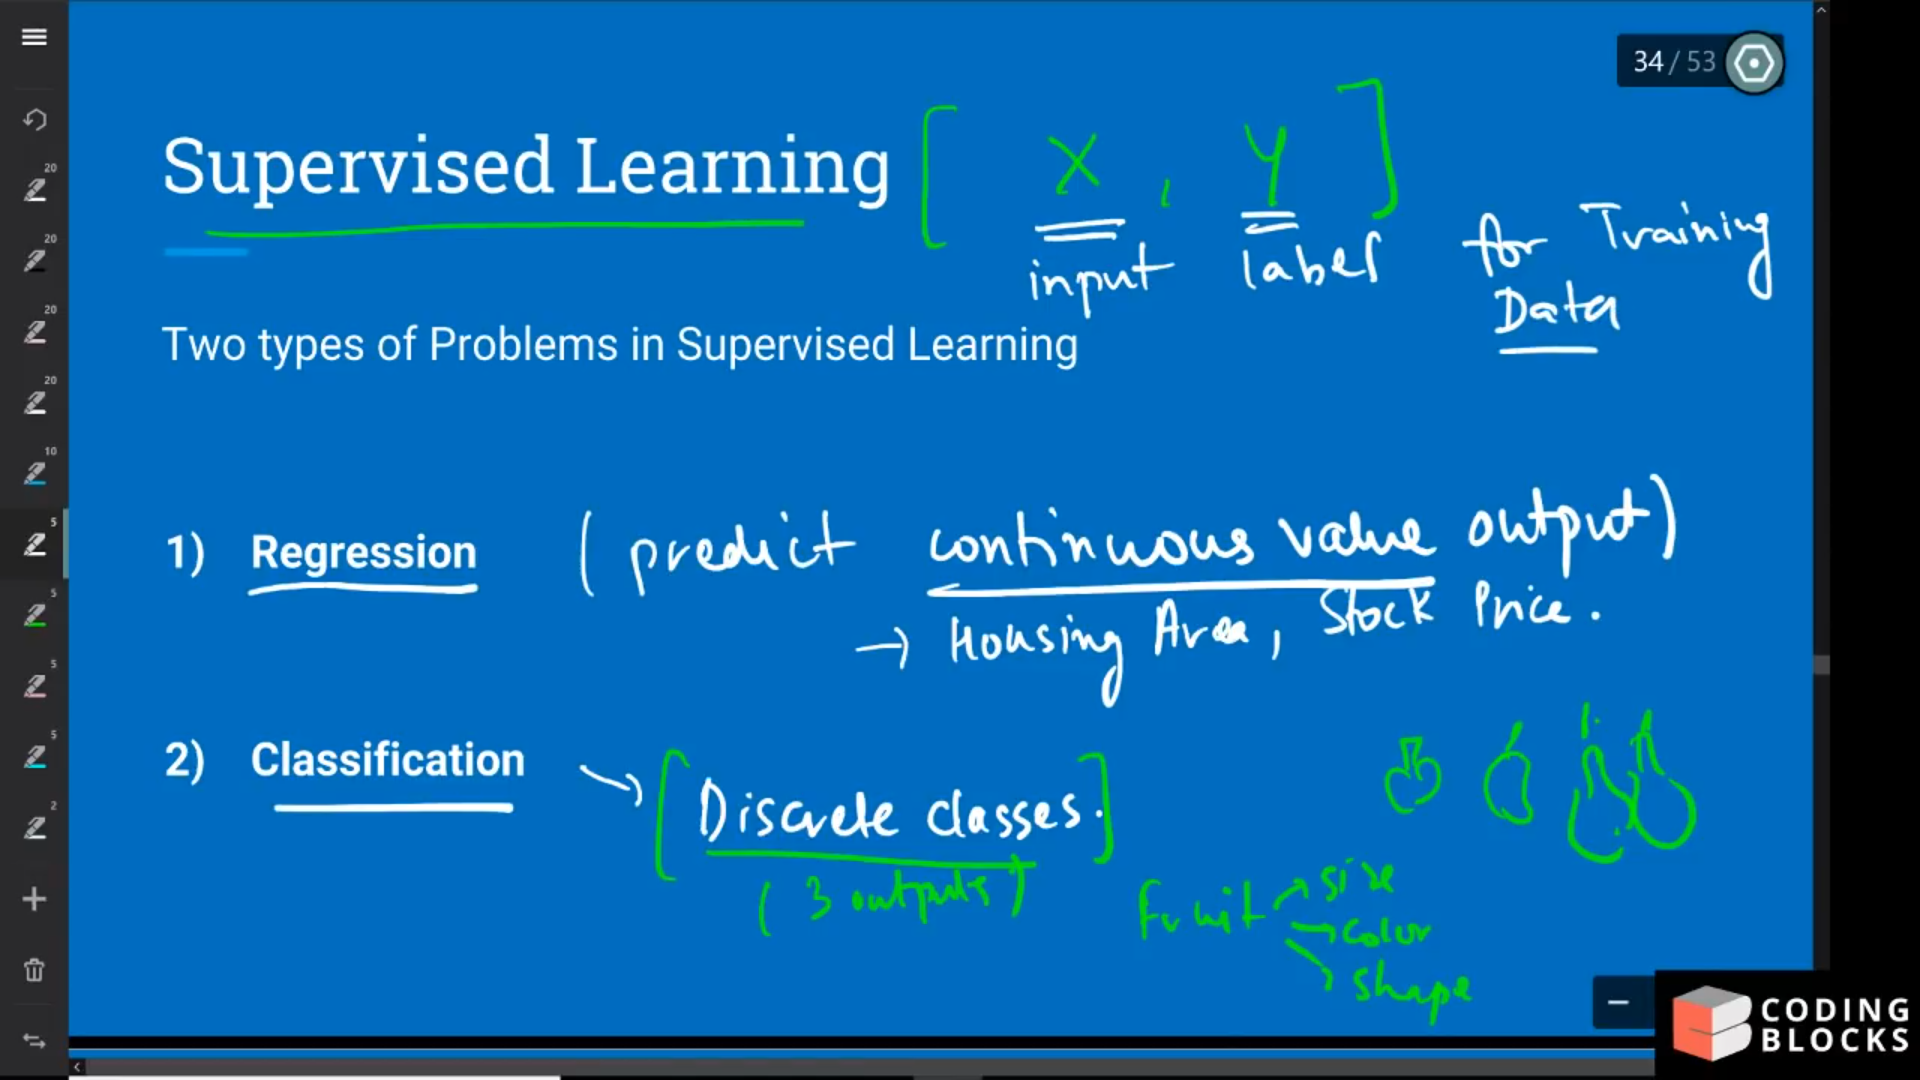 34 / 53
Supervised Learning [ X , Y ]
input label for Training
Data
Two types of Problems in Supervised Learning
1) Regression (predict continuous value output)
→ Housing Area, Stock Price.
2) Classification → [Discrete classes.]
(3 outputs)
Fruit → size
→ color
→ shape
20
20
20
20
10
5
5
5
5
2
CODING
BLOCKS